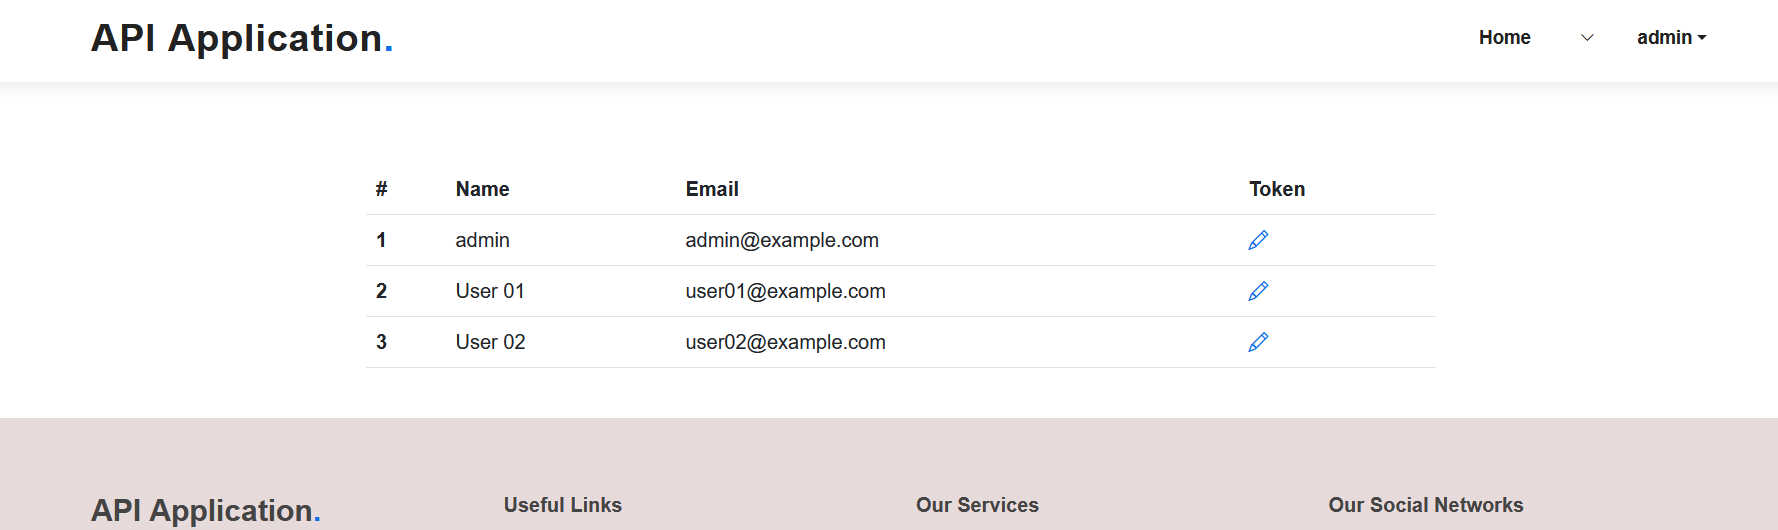 API Application.
Home admin
# Name Email Token
1 admin admin@example.com
2 User 01 user01@example.com
3 User 02 user02@example.com
API Application. Useful Links Our Services Our Social Networks